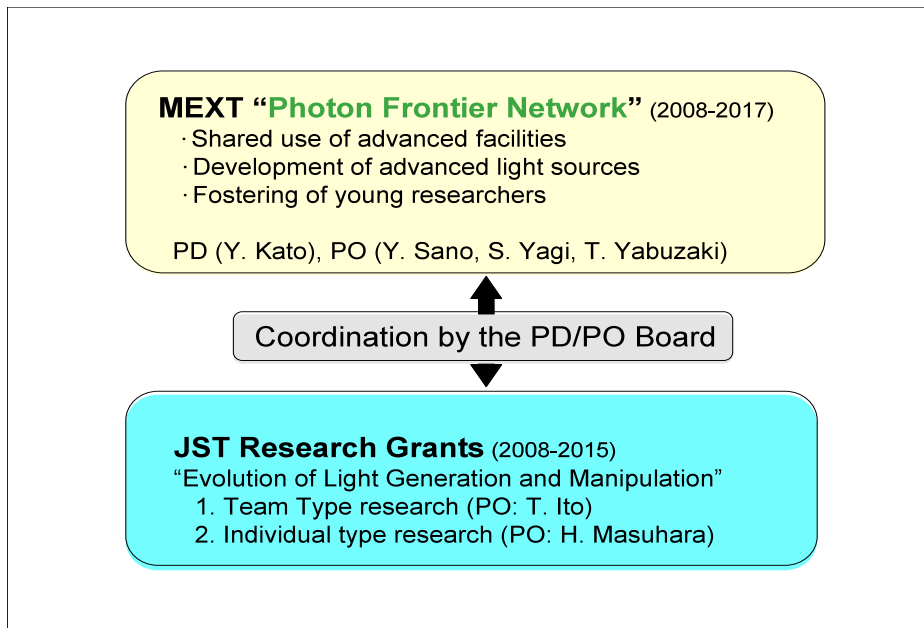 MEXT “Photon Frontier Network” (2008-2017)
· Shared use of advanced facilities
· Development of advanced light sources
· Fostering of young researchers
PD (Y. Kato), PO (Y. Sano, S. Yagi, T. Yabuzaki)
Coordination by the PD/PO Board
JST Research Grants (2008-2015)
“Evolution of Light Generation and Manipulation”
1. Team Type research (PO: T. Ito)
2. Individual type research (PO: H. Masuhara)